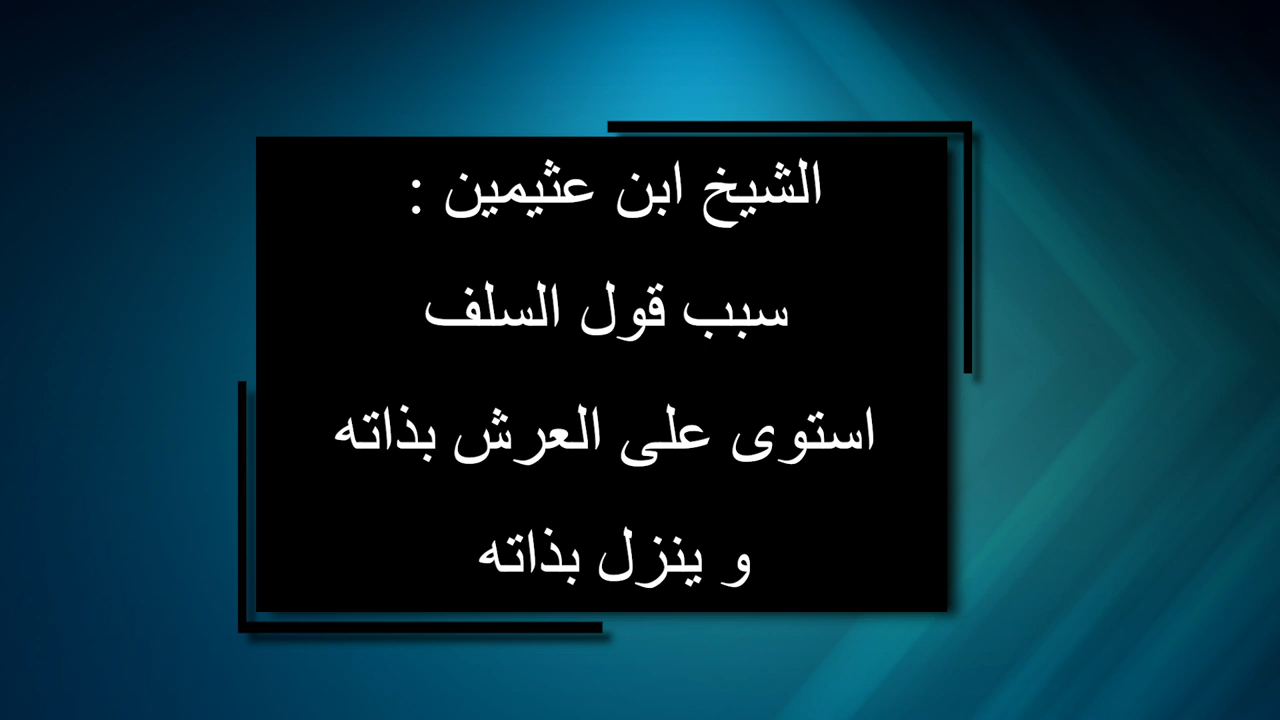 الشيخ ابن عثيمين :
سبب قول السلف
استوى على العرش بذاته
و ينزل بذاته